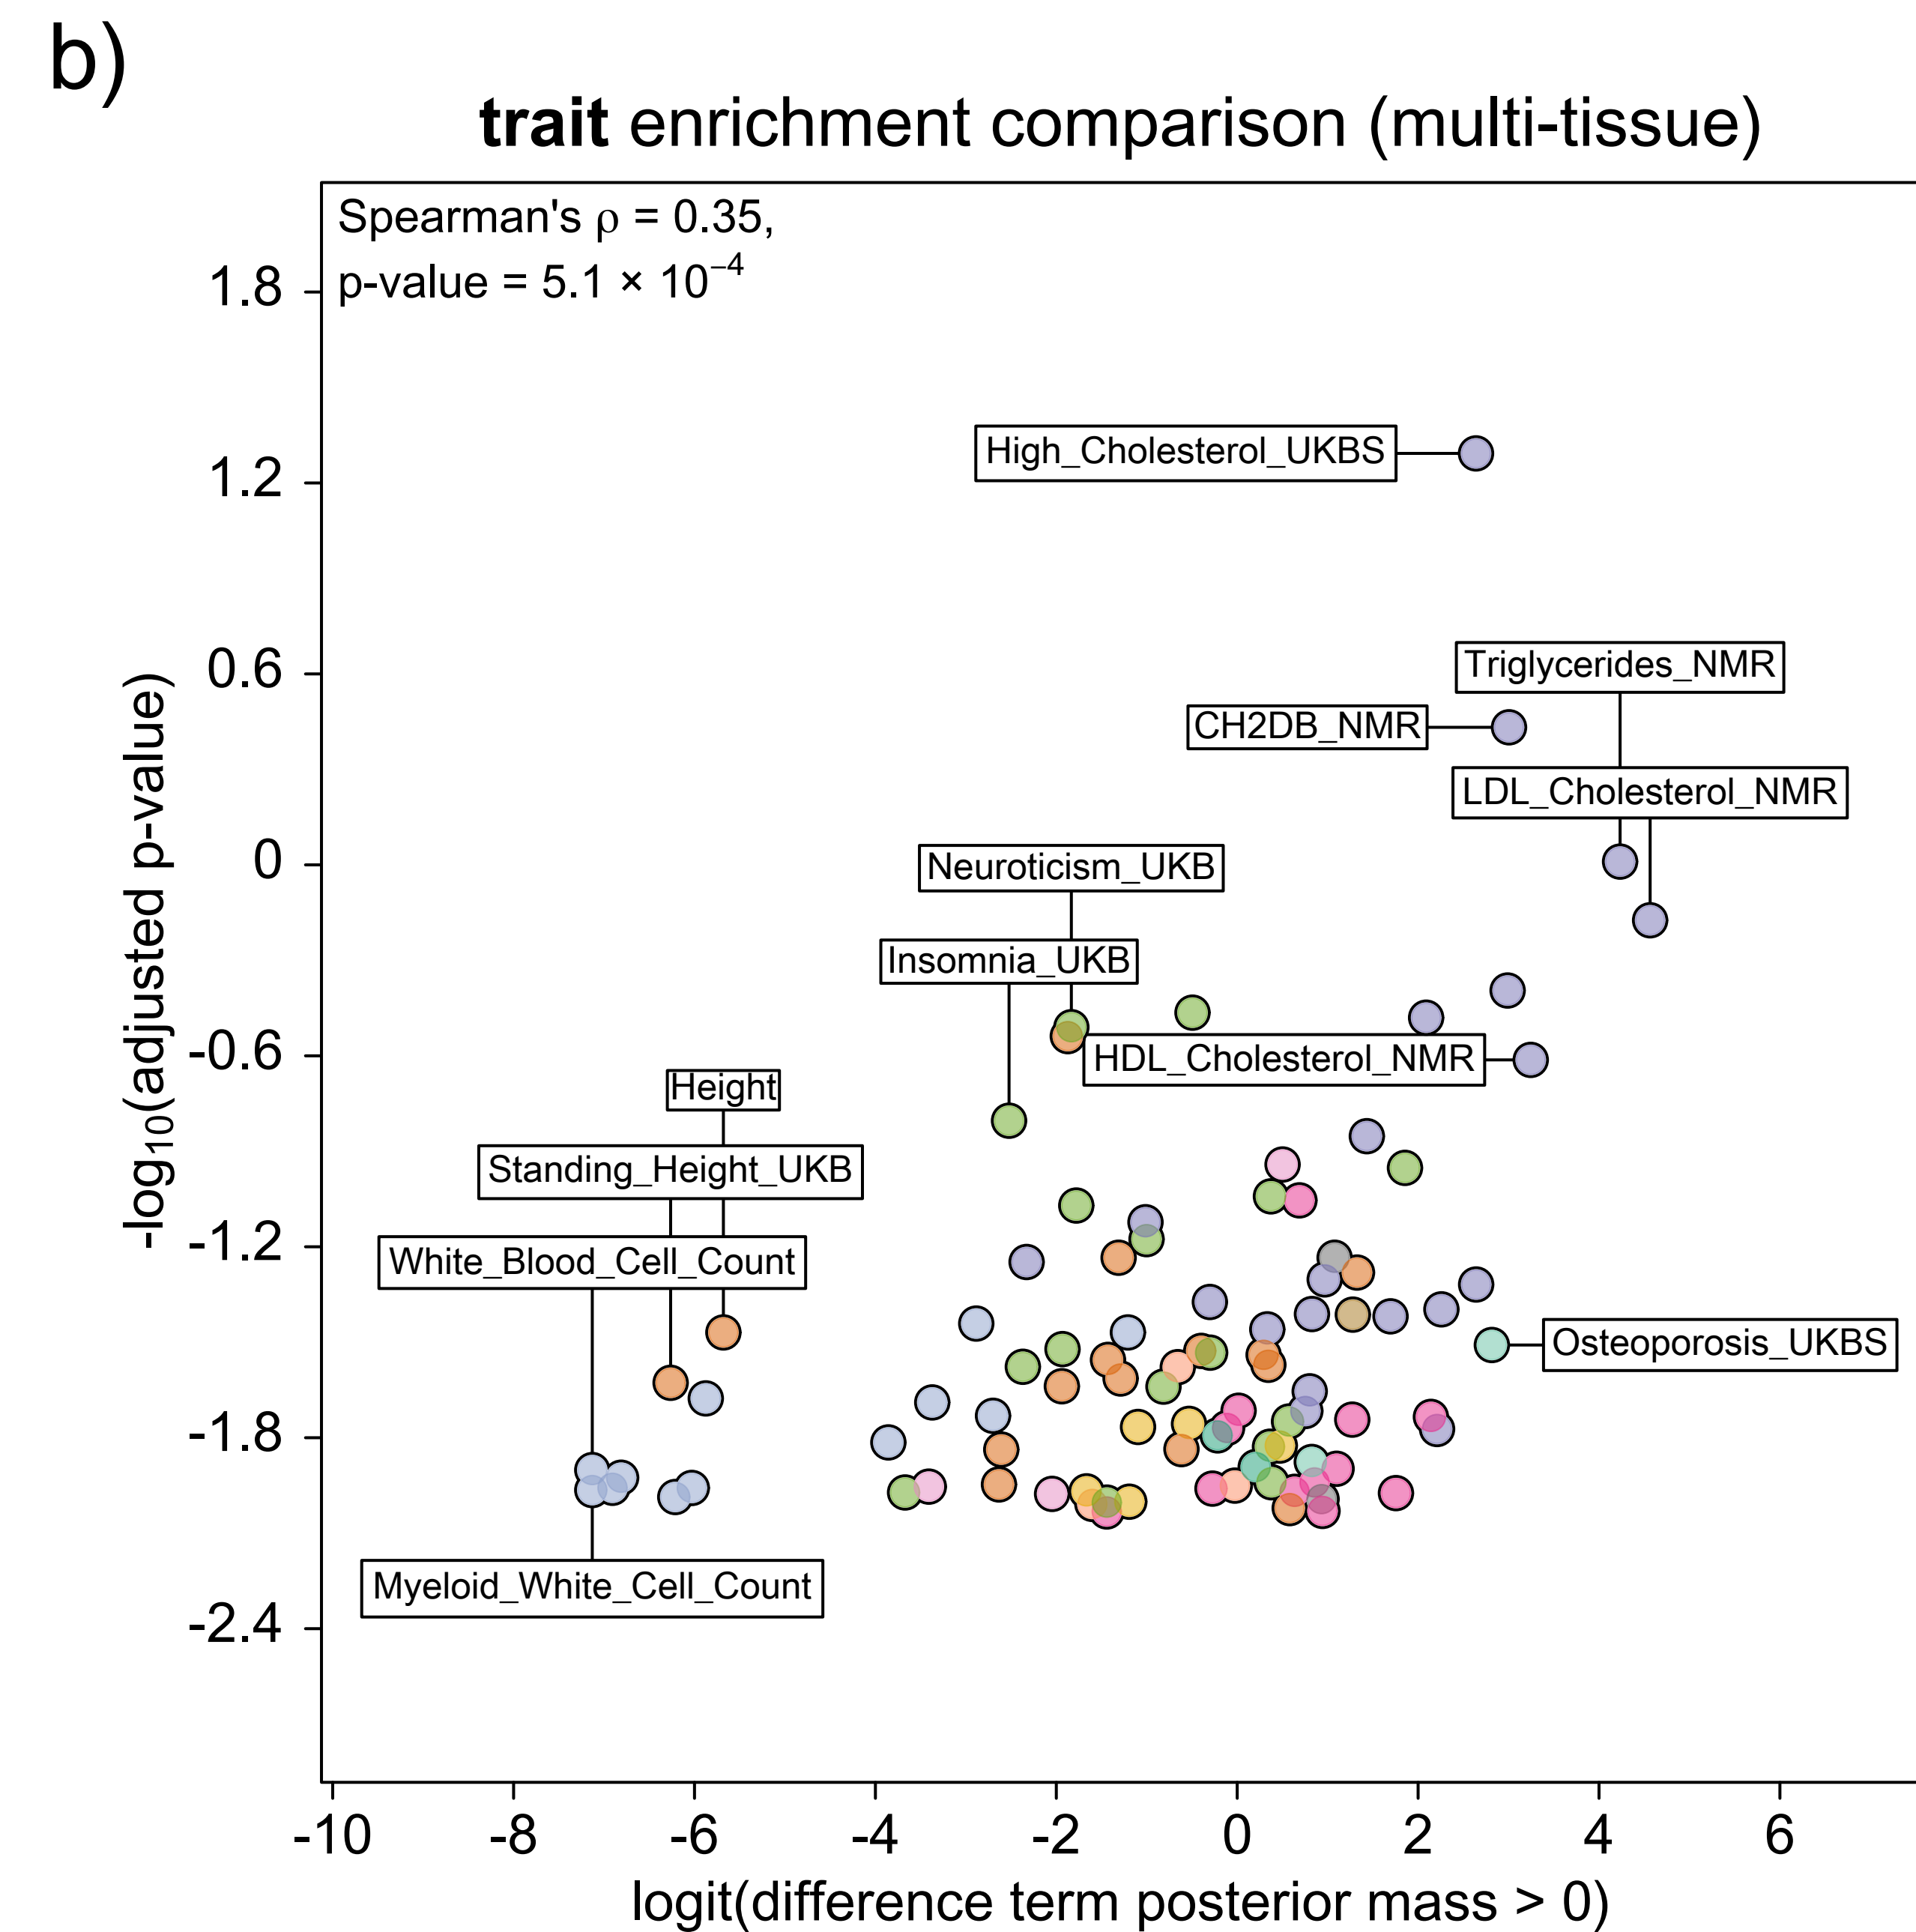 b)
trait enrichment comparison (multi-tissue)
Spearman's ρ = 0.35,
p-value = 5.1 × 10⁻⁴
1.8
1.2
0.6
0
-0.6
-1.2
-1.8
-2.4
-log₁₀(adjusted p-value)
High_Cholesterol_UKBS
Triglycerides_NMR
CH2DB_NMR
LDL_Cholesterol_NMR
Neuroticism_UKB
Insomnia_UKB
HDL_Cholesterol_NMR
Height
Standing_Height_UKB
White_Blood_Cell_Count
Osteoporosis_UKBS
Myeloid_White_Cell_Count
-10 -8 -6 -4 -2 0 2 4 6
logit(difference term posterior mass > 0)